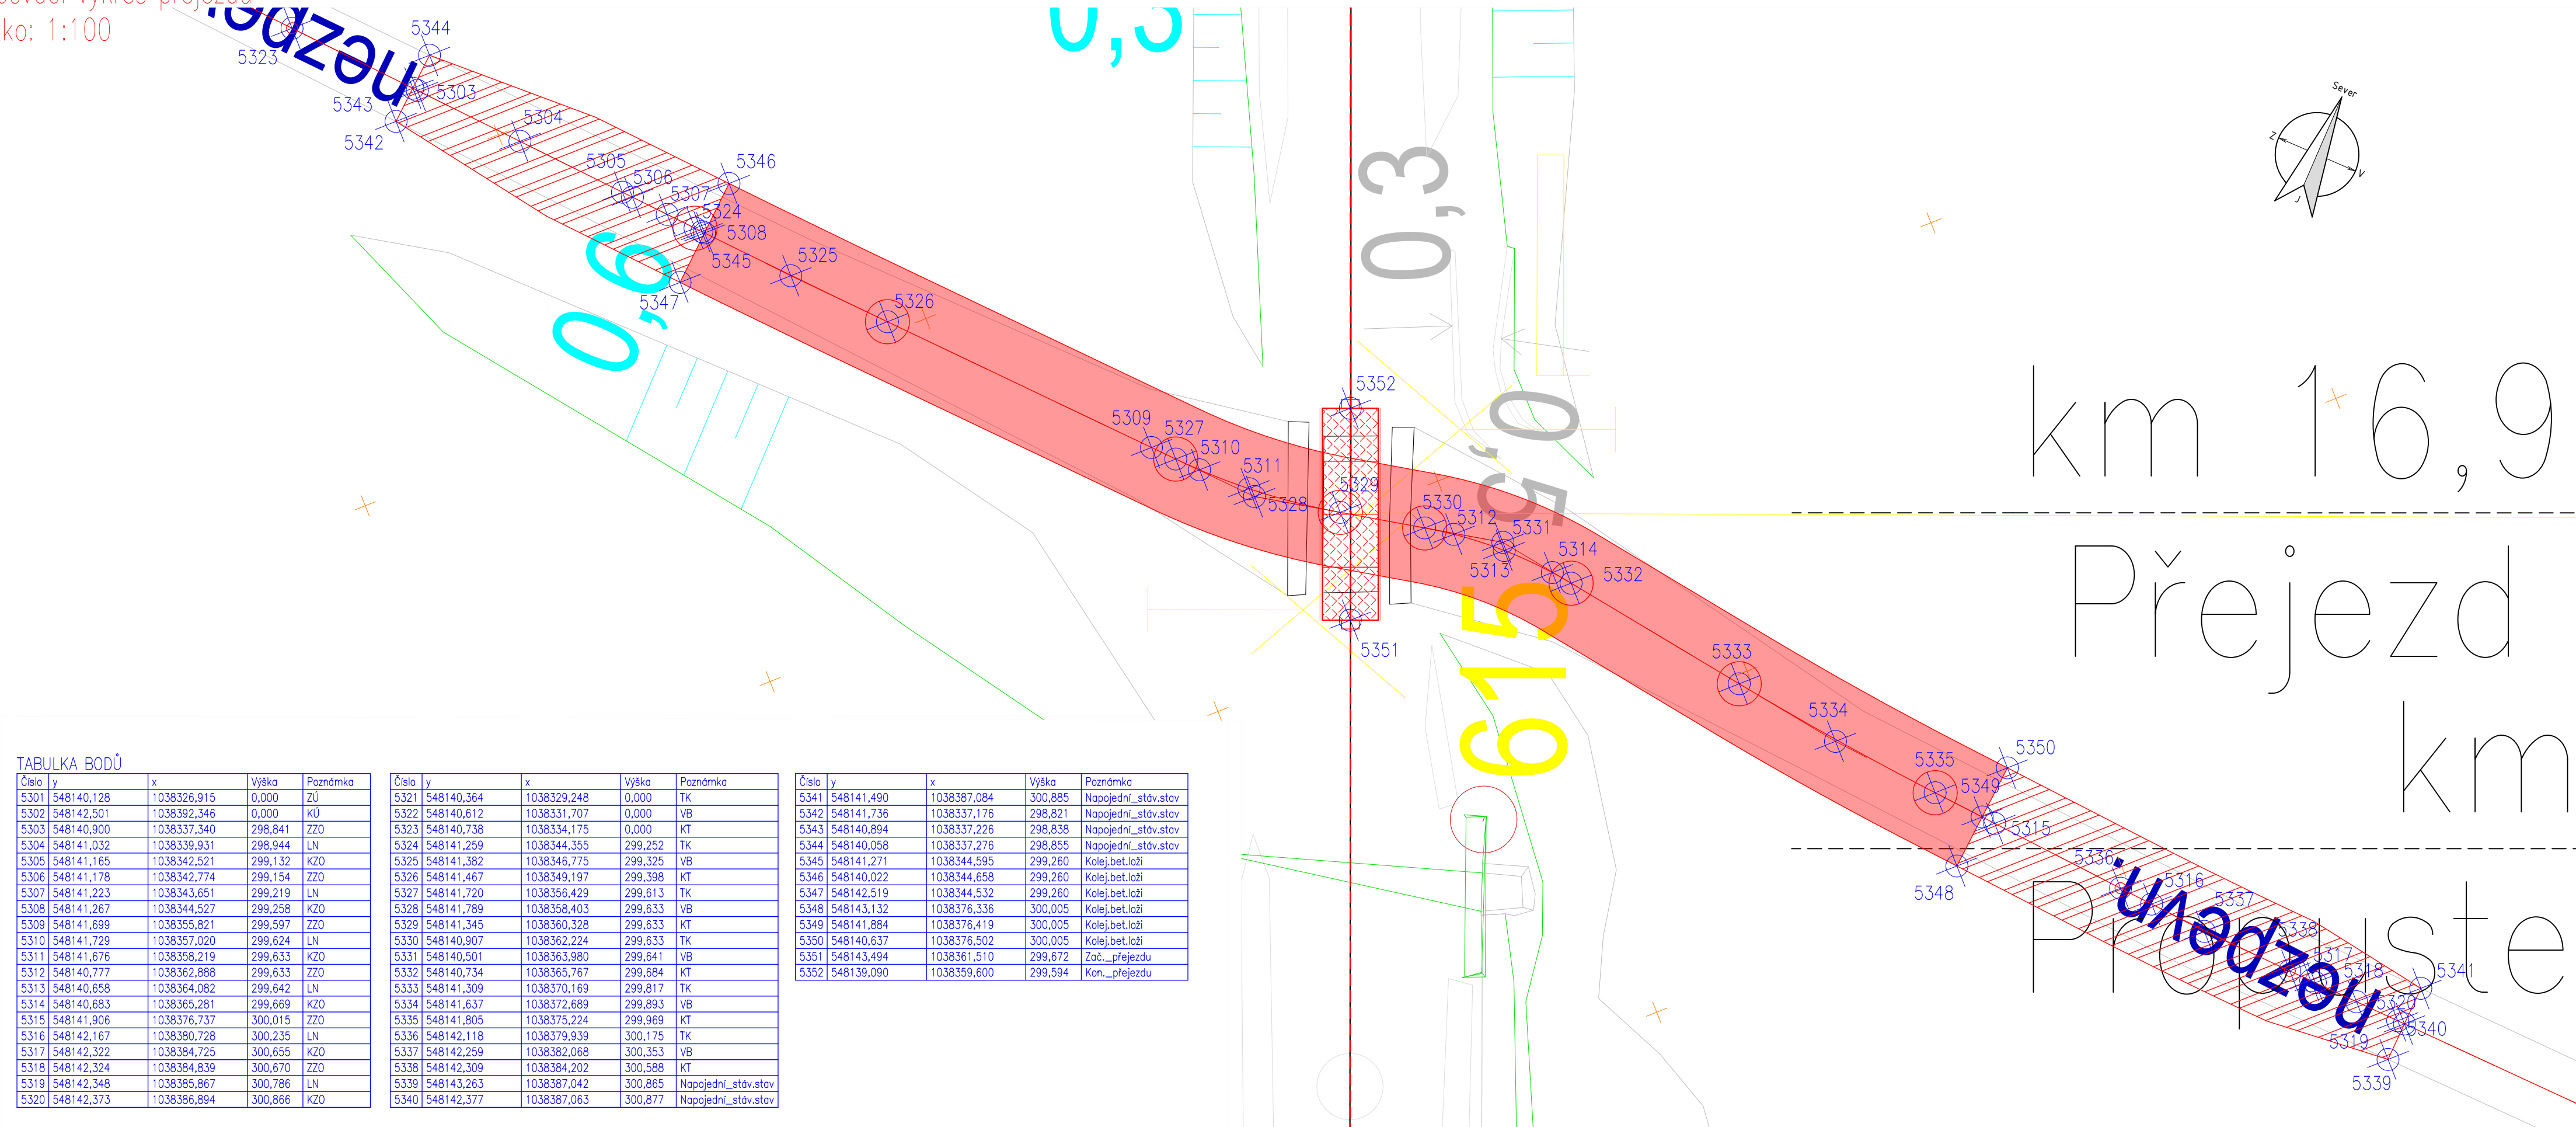 ko: 1:100
nezpe
0,3
0,3
0,6
5,0
615
Sever
Z
V
J
km 16,9
Přejezd
km
Propuste
nezpevn.
5323
5344
5303
5343
5342
5304
5305
5306
5307
5324
5308
5345
5346
5347
5325
5326
5309
5327
5310
5311
5328
5352
5329
5351
5330
5312
5331
5313
5314
5332
5333
5334
5335
5349
5350
5315
5348
5336
5316
5337
5338
5317
5318
5341
5320
5340
5319
5339
TABULKA BODŮ
Číslo y x Výška Poznámka
5301 548140,128 1038326,915 0,000 ZÚ
5302 548142,501 1038392,346 0,000 KÚ
5303 548140,900 1038337,340 298,841 ZZO
5304 548141,032 1038339,931 298,944 LN
5305 548141,165 1038342,521 299,132 KZO
5306 548141,178 1038342,774 299,154 ZZO
5307 548141,223 1038343,651 299,219 LN
5308 548141,267 1038344,527 299,258 KZO
5309 548141,699 1038355,821 299,597 ZZO
5310 548141,729 1038357,020 299,624 LN
5311 548141,676 1038358,219 299,633 KZO
5312 548140,777 1038362,888 299,633 ZZO
5313 548140,658 1038364,082 299,642 LN
5314 548140,683 1038365,281 299,669 KZO
5315 548141,906 1038376,737 300,015 ZZO
5316 548142,167 1038380,728 300,235 LN
5317 548142,322 1038384,725 300,655 KZO
5318 548142,324 1038384,839 300,670 ZZO
5319 548142,348 1038385,867 300,786 LN
5320 548142,373 1038386,894 300,866 KZO
Číslo y x Výška Poznámka
5321 548140,364 1038329,248 0,000 TK
5322 548140,612 1038331,707 0,000 VB
5323 548140,738 1038334,175 0,000 KT
5324 548141,259 1038344,355 299,252 TK
5325 548141,382 1038346,775 299,325 VB
5326 548141,467 1038349,197 299,398 KT
5327 548141,720 1038356,429 299,613 TK
5328 548141,789 1038358,403 299,633 VB
5329 548141,345 1038360,328 299,633 KT
5330 548140,907 1038362,224 299,633 TK
5331 548140,501 1038363,980 299,641 VB
5332 548140,734 1038365,767 299,684 KT
5333 548141,309 1038370,169 299,817 TK
5334 548141,637 1038372,689 299,893 VB
5335 548141,805 1038375,224 299,969 KT
5336 548142,118 1038379,939 300,175 TK
5337 548142,259 1038382,068 300,353 VB
5338 548142,309 1038384,202 300,588 KT
5339 548143,263 1038387,042 300,865 Napojední_stáv.stav
5340 548142,377 1038387,063 300,877 Napojední_stáv.stav
Číslo y x Výška Poznámka
5341 548141,490 1038387,084 300,885 Napojední_stáv.stav
5342 548141,736 1038337,176 298,821 Napojední_stáv.stav
5343 548140,894 1038337,226 298,838 Napojední_stáv.stav
5344 548140,058 1038337,276 298,855 Napojední_stáv.stav
5345 548141,271 1038344,595 299,260 Kolej.bet.loži
5346 548140,022 1038344,658 299,260 Kolej.bet.loži
5347 548142,519 1038344,532 299,260 Kolej.bet.loži
5348 548143,132 1038376,336 300,005 Kolej.bet.loži
5349 548141,884 1038376,419 300,005 Kolej.bet.loži
5350 548140,637 1038376,502 300,005 Kolej.bet.loži
5351 548143,494 1038361,510 299,672 Zač._přejezdu
5352 548139,090 1038359,600 299,594 Kon._přejezdu